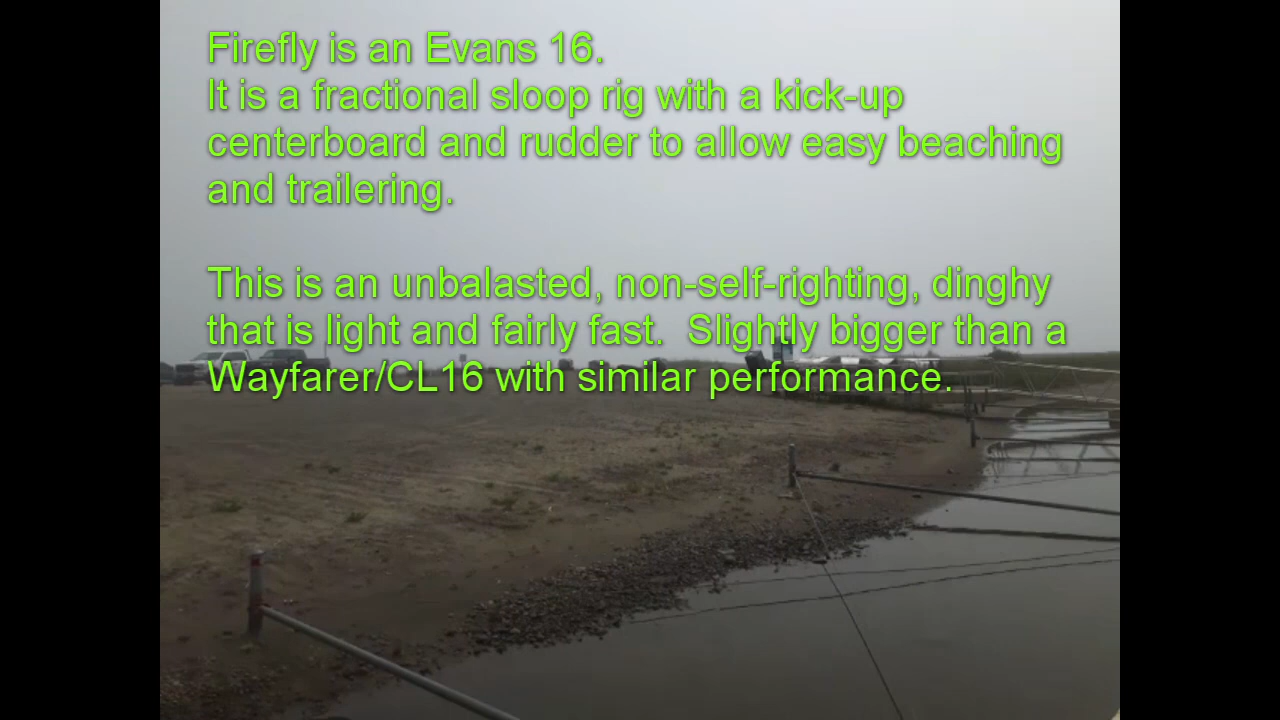 Firefly is an Evans 16.
It is a fractional sloop rig with a kick-up
centerboard and rudder to allow easy beaching
and trailering.
This is an unbalasted, non-self-righting, dinghy
that is light and fairly fast.  Slightly bigger than a
Wayfarer/CL16 with similar performance.